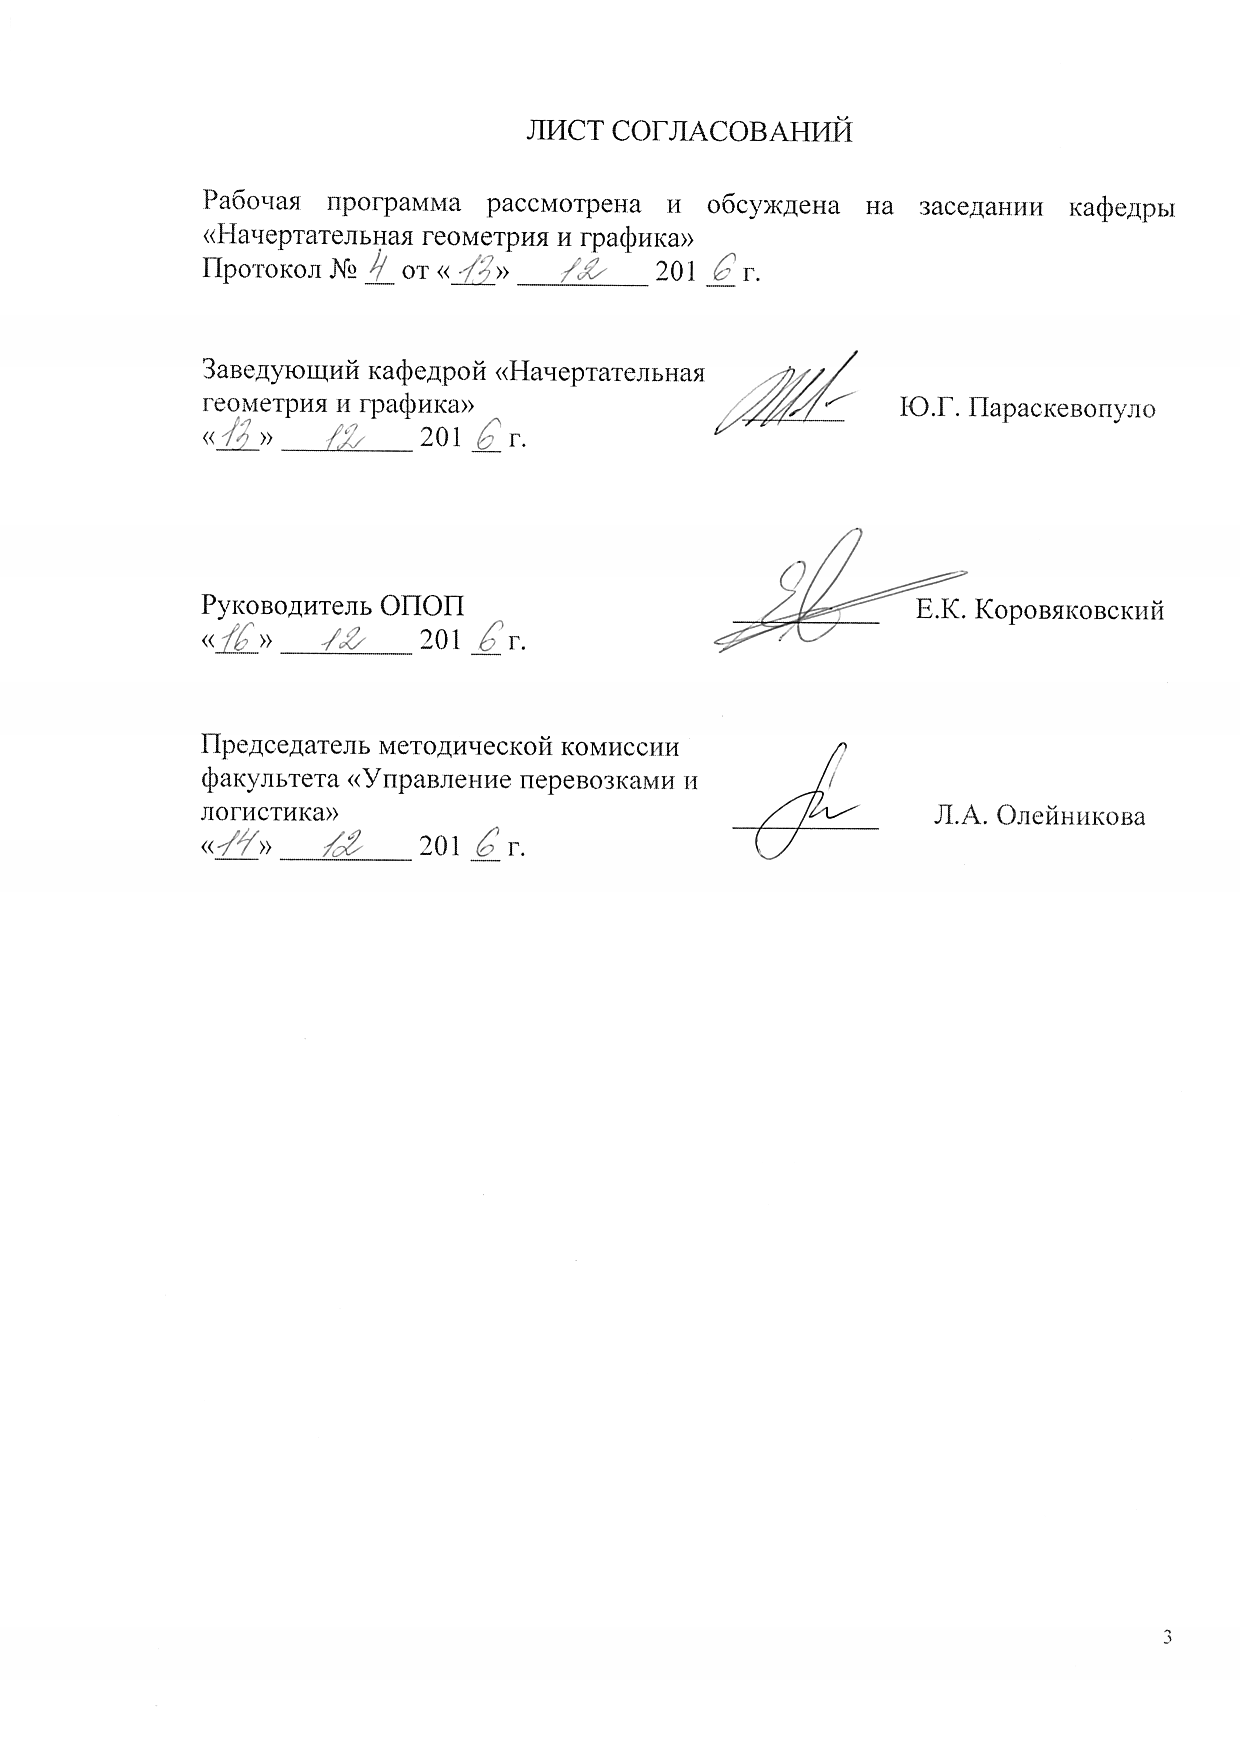 ЛИСТ СОГЛАСОВАНИЙ
Рабочая программа рассмотрена и обсуждена на заседании кафедры
«Начертательная геометрия и графика»
Протокол № 4 от «13» 12 2016 г.
Заведующий кафедрой «Начертательная
геометрия и графика»
Ю.Г. Параскевопуло
«13» 12 2016 г.
Руководитель ОПОП
Е.К. Коровяковский
«16» 12 2016 г.
Председатель методической комиссии
факультета «Управление перевозками и
логистика»
Л.А. Олейникова
«14» 12 2016 г.
3